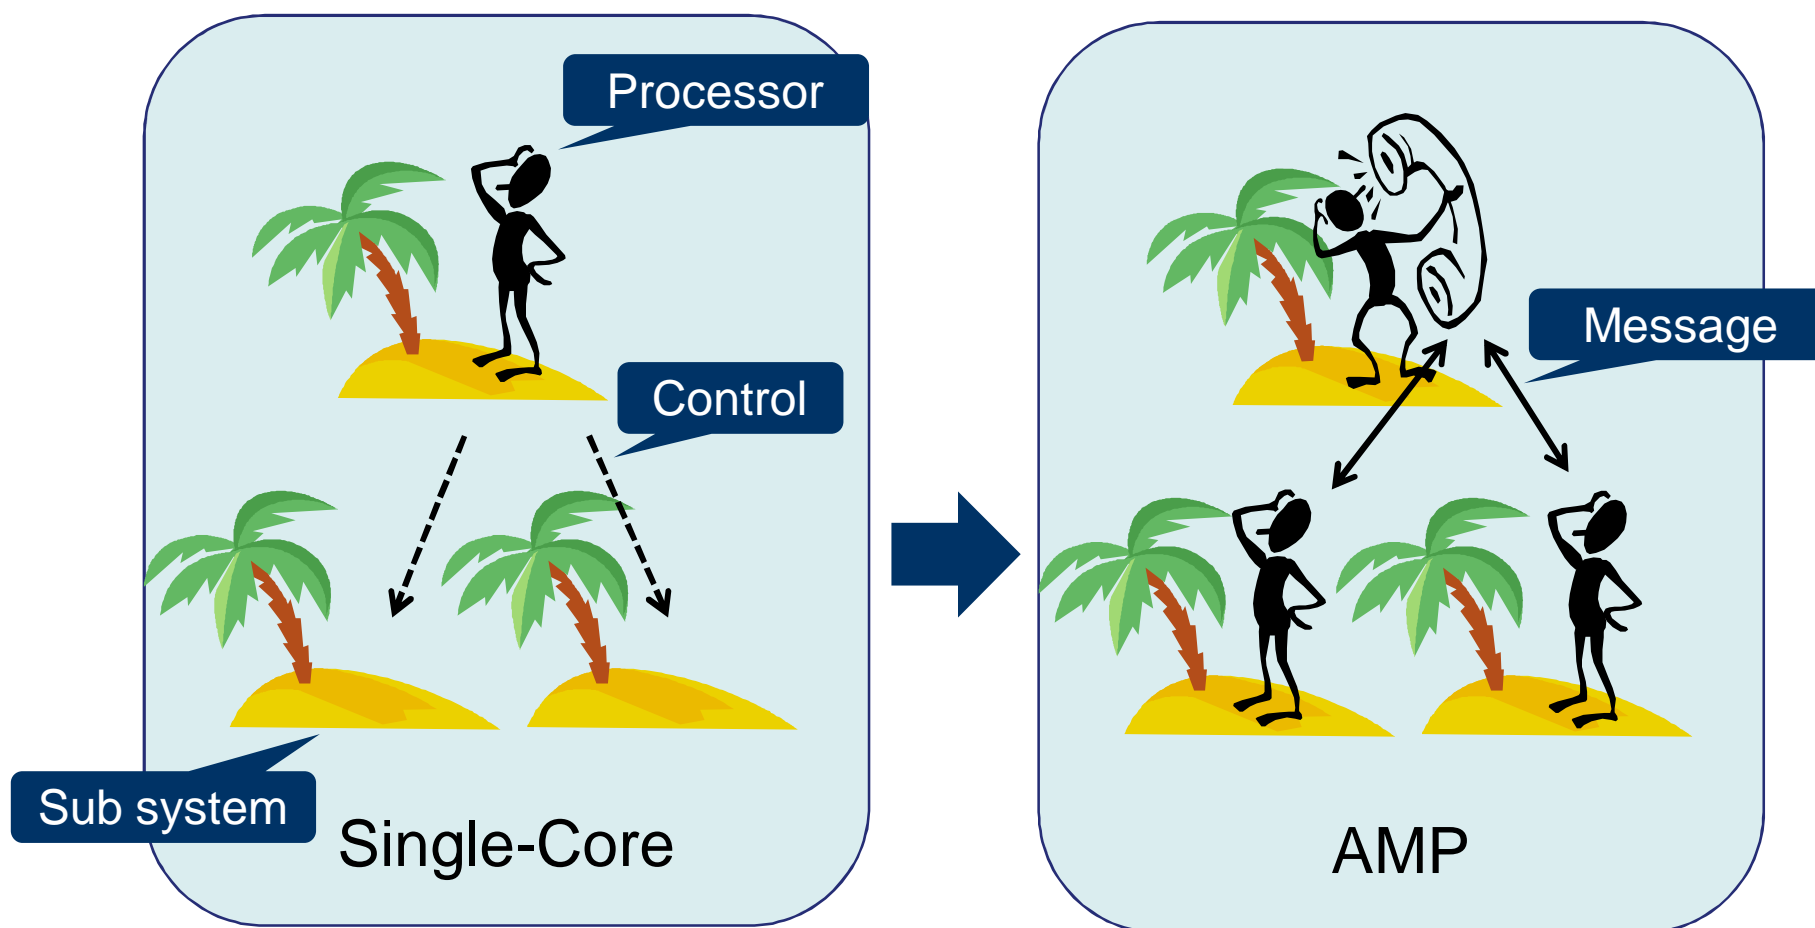 Processor
Control
Sub system
Single-Core
Message
AMP